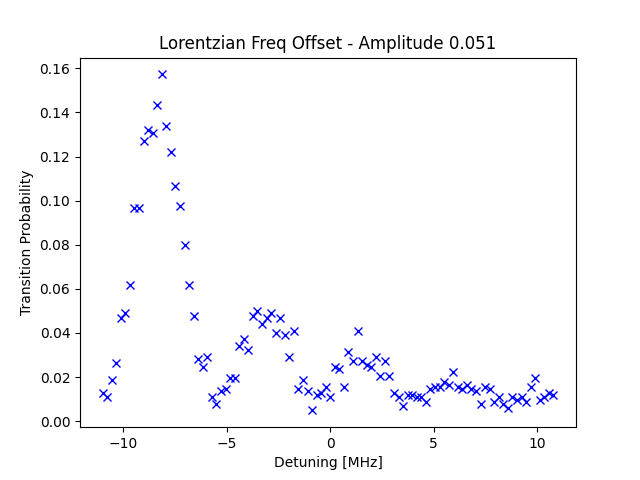 Lorentzian Freq Offset - Amplitude 0.051
0.16
0.14
0.12
0.10
0.08
0.06
0.04
0.02
0.00
Transition Probability
−10 −5 0 5 10
Detuning [MHz]